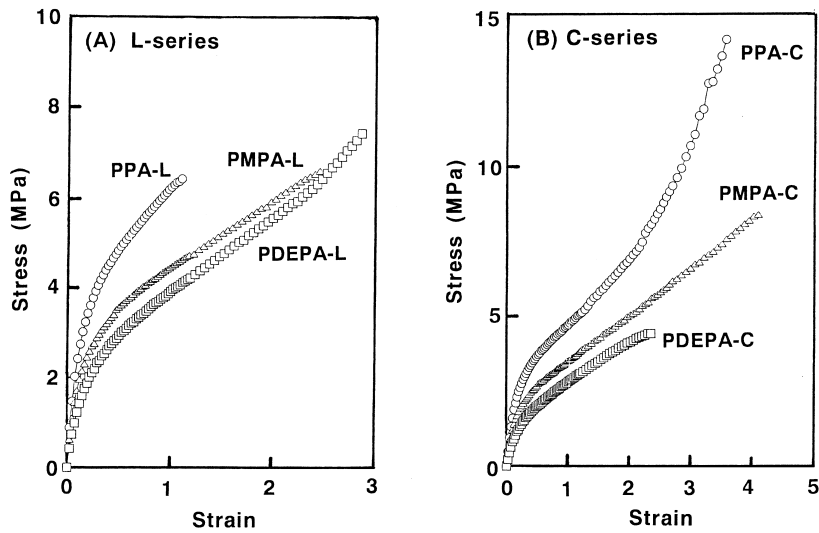 (A) L-series
10
8
6
4
2
0
Stress (MPa)
PPA-L
PMPA-L
PDEPA-L
0 1 2 3
Strain
(B) C-series
15
10
5
0
Stress (MPa)
PPA-C
PMPA-C
PDEPA-C
0 1 2 3 4 5
Strain